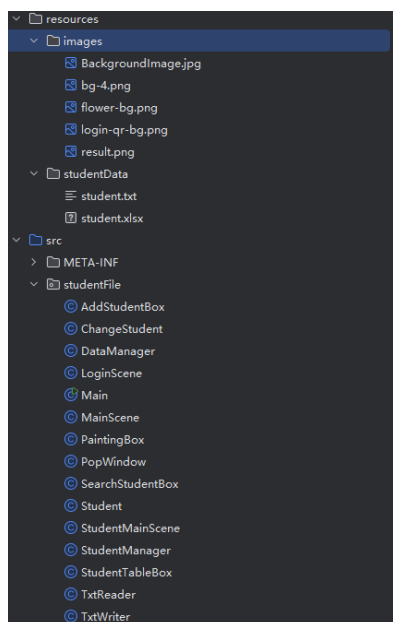 resources
images
BackgroundImage.jpg
bg-4.png
flower-bg.png
login-qr-bg.png
result.png
studentData
student.txt
student.xlsx
src
META-INF
studentFile
AddStudentBox
ChangeStudent
DataManager
LoginScene
Main
MainScene
PaintingBox
PopWindow
SearchStudentBox
Student
StudentMainScene
StudentManager
StudentTableBox
TxtReader
TxtWriter